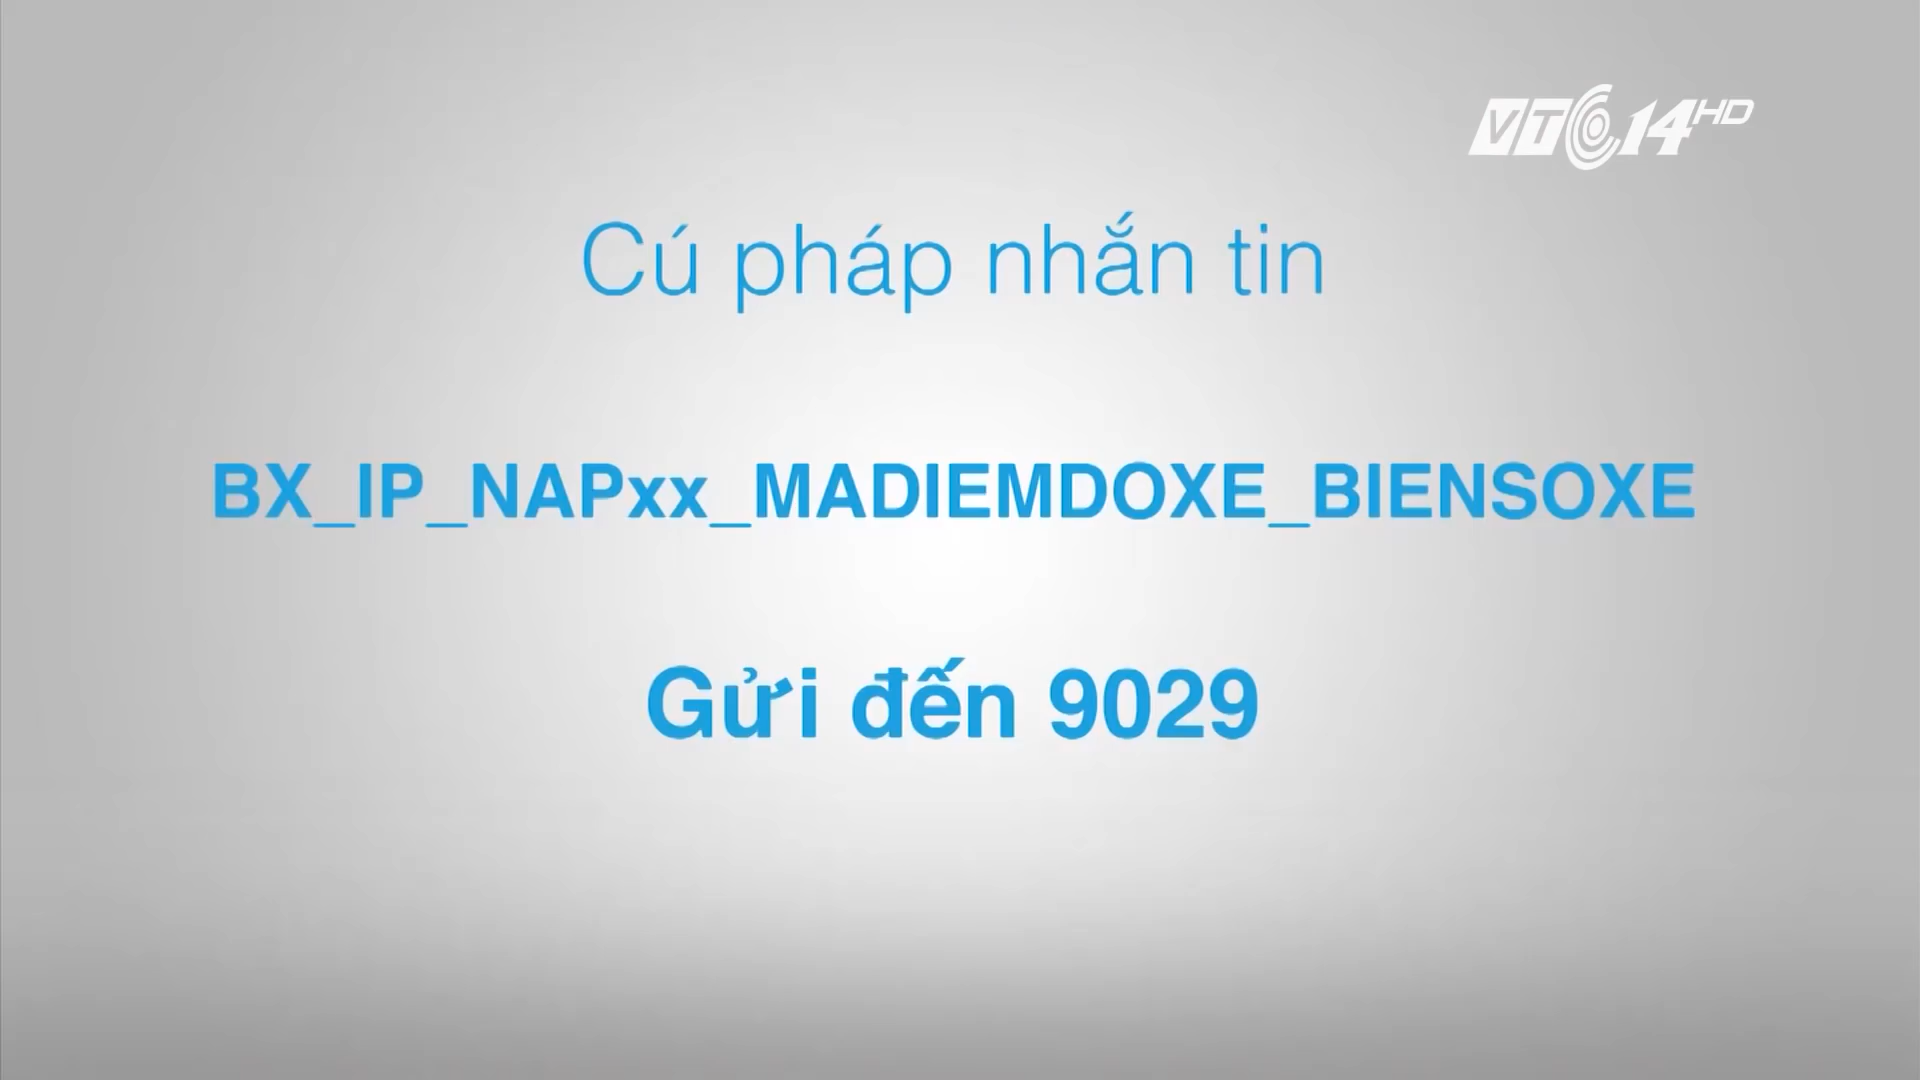 VTC14 HD
Cú pháp nhắn tin
BX_IP_NAPxx_MADIEMDOXE_BIENSOXE
Gửi đến 9029